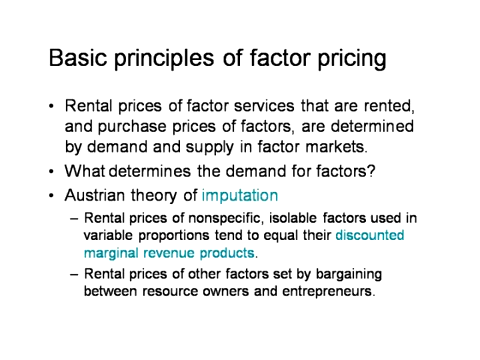 Basic principles of factor pricing
• Rental prices of factor services that are rented,
and purchase prices of factors, are determined
by demand and supply in factor markets.
• What determines the demand for factors?
• Austrian theory of imputation
– Rental prices of nonspecific, isolable factors used in
variable proportions tend to equal their discounted
marginal revenue products.
– Rental prices of other factors set by bargaining
between resource owners and entrepreneurs.